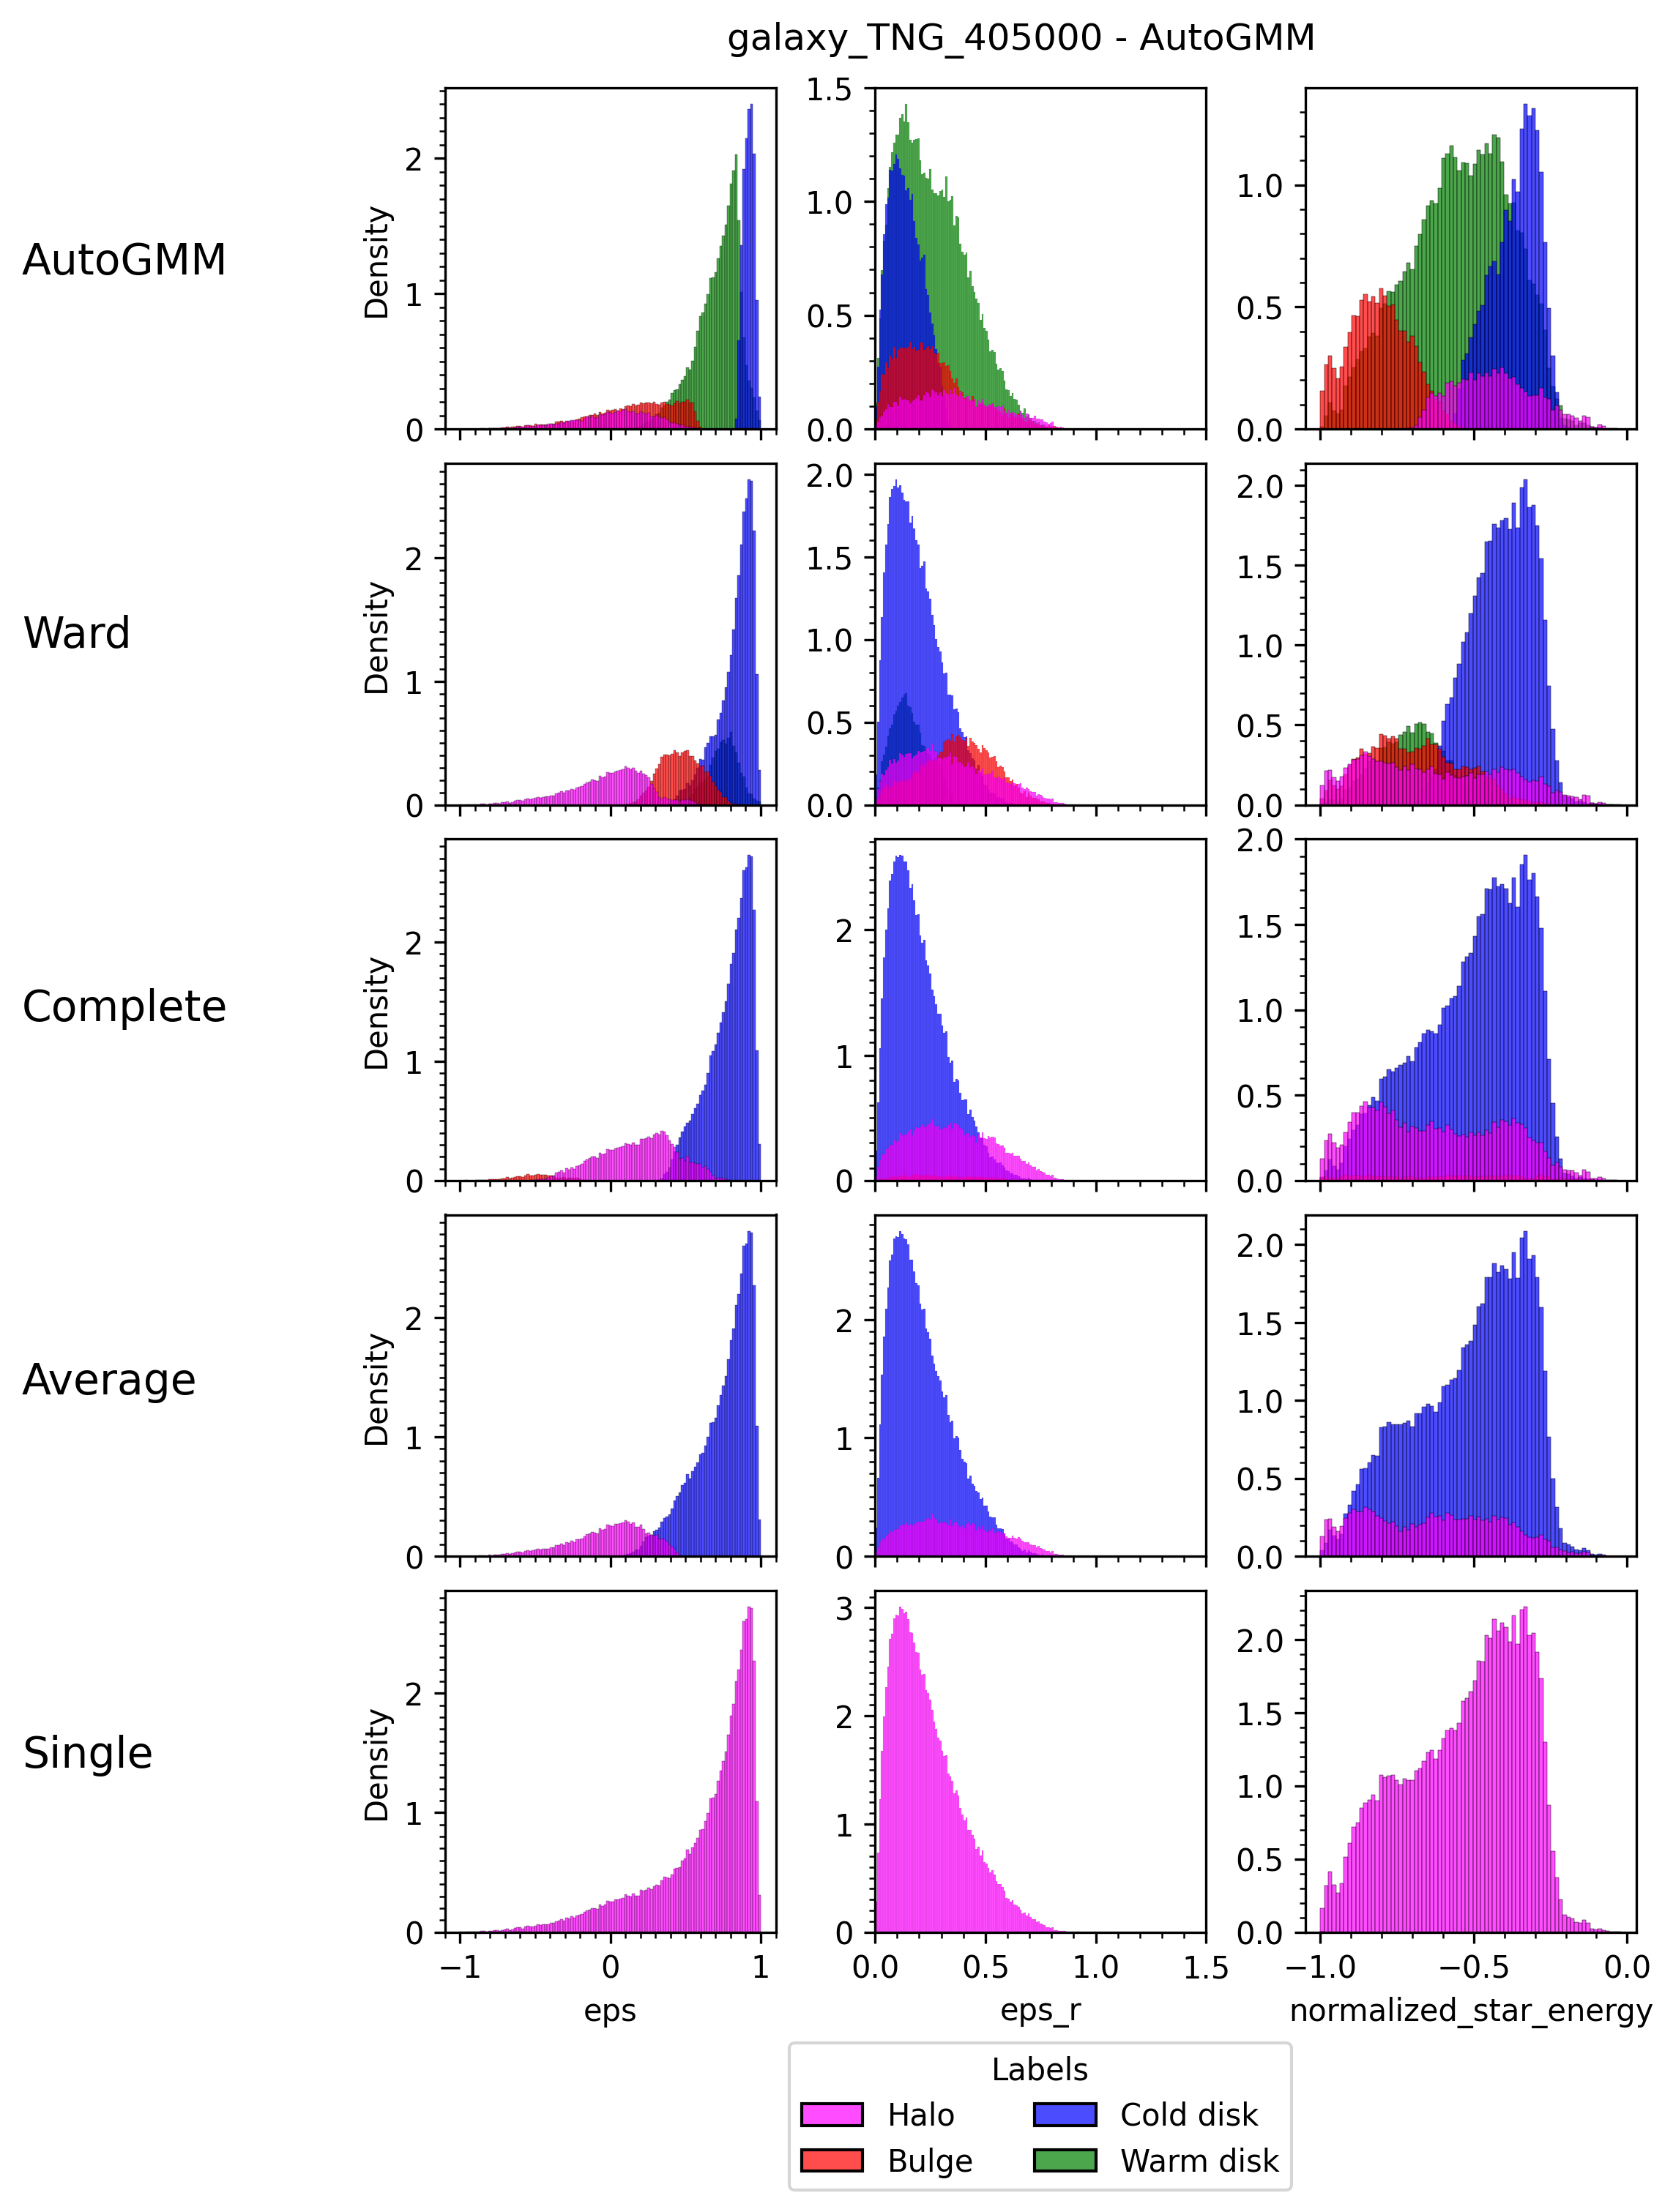 galaxy_TNG_405000 - AutoGMM
AutoGMM
Density
2
1
0
1.5
1.0
0.5
0.0
1.0
0.5
0.0
Ward
Density
2
1
0
2.0
1.5
1.0
0.5
0.0
2.0
1.5
1.0
0.5
0.0
Complete
Density
2
1
0
2
1
0
2.0
1.5
1.0
0.5
0.0
Average
Density
2
1
0
2
1
0
2.0
1.5
1.0
0.5
0.0
Single
Density
2
1
0
3
2
1
0
2.0
1.5
1.0
0.5
0.0
−1 0 1
0.0 0.5 1.0 1.5
−1.0 −0.5 0.0
eps
eps_r
normalized_star_energy
Labels
Halo
Cold disk
Bulge
Warm disk